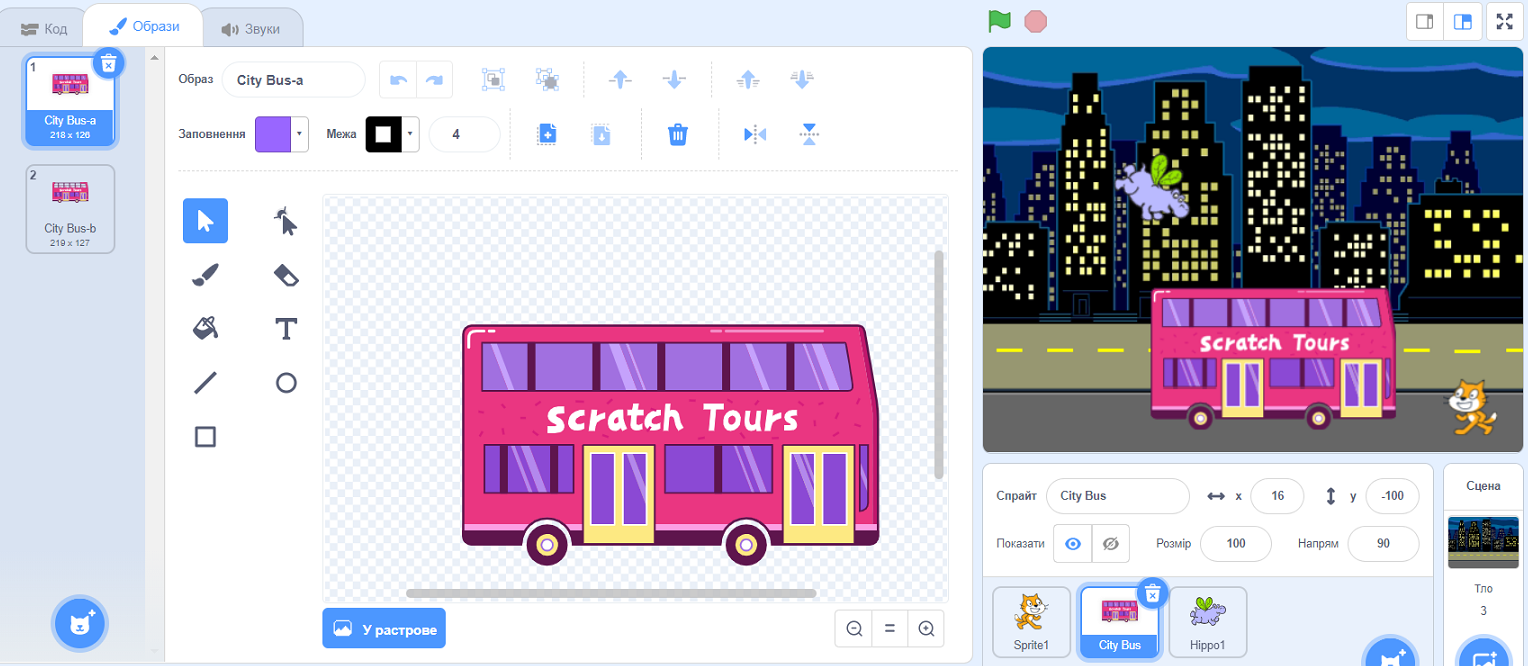 Код
Образи
Звуки
1
City Bus-a
218 x 126
2
City Bus-b
219 x 127
Образ
City Bus-a
Заповнення
Межа
4
Scratch Tours
У растрове
Scratch Tours
Спрайт
City Bus
x
16
y
-100
Показати
Розмір
100
Напрям
90
Sprite1
City Bus
Hippo1
Сцена
Тло
3